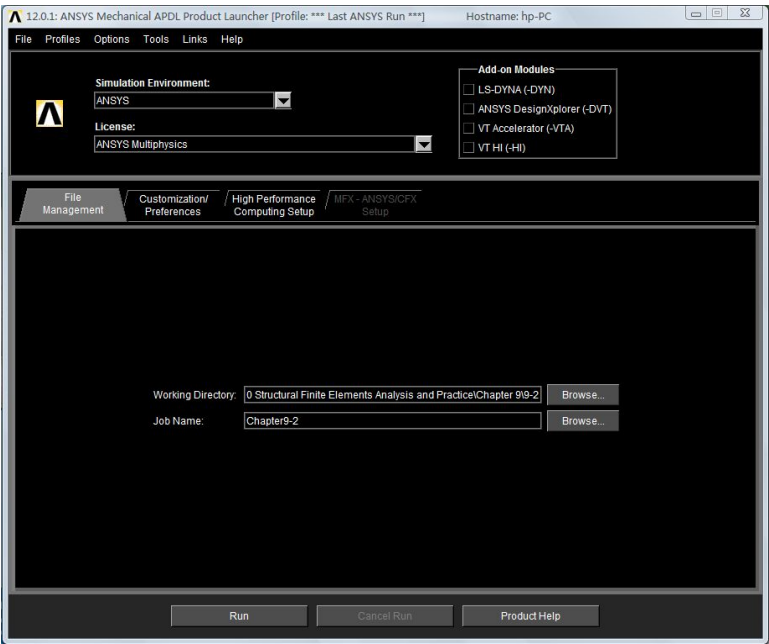 12.0.1: ANSYS Mechanical APDL Product Launcher [Profile: *** Last ANSYS Run ***] Hostname: hp-PC
File Profiles Options Tools Links Help
Simulation Environment:
ANSYS
License:
ANSYS Multiphysics
Add-on Modules
LS-DYNA (-DYN)
ANSYS DesignXplorer (-DVT)
VT Accelerator (-VTA)
VT HI (-HI)
File
Management
Customization/
Preferences
High Performance
Computing Setup
MFX - ANSYS/CFX
Setup
Working Directory: 0 Structural Finite Elements Analysis and Practice\Chapter 9\9-2 Browse...
Job Name: Chapter9-2 Browse...
Run Cancel Run Product Help